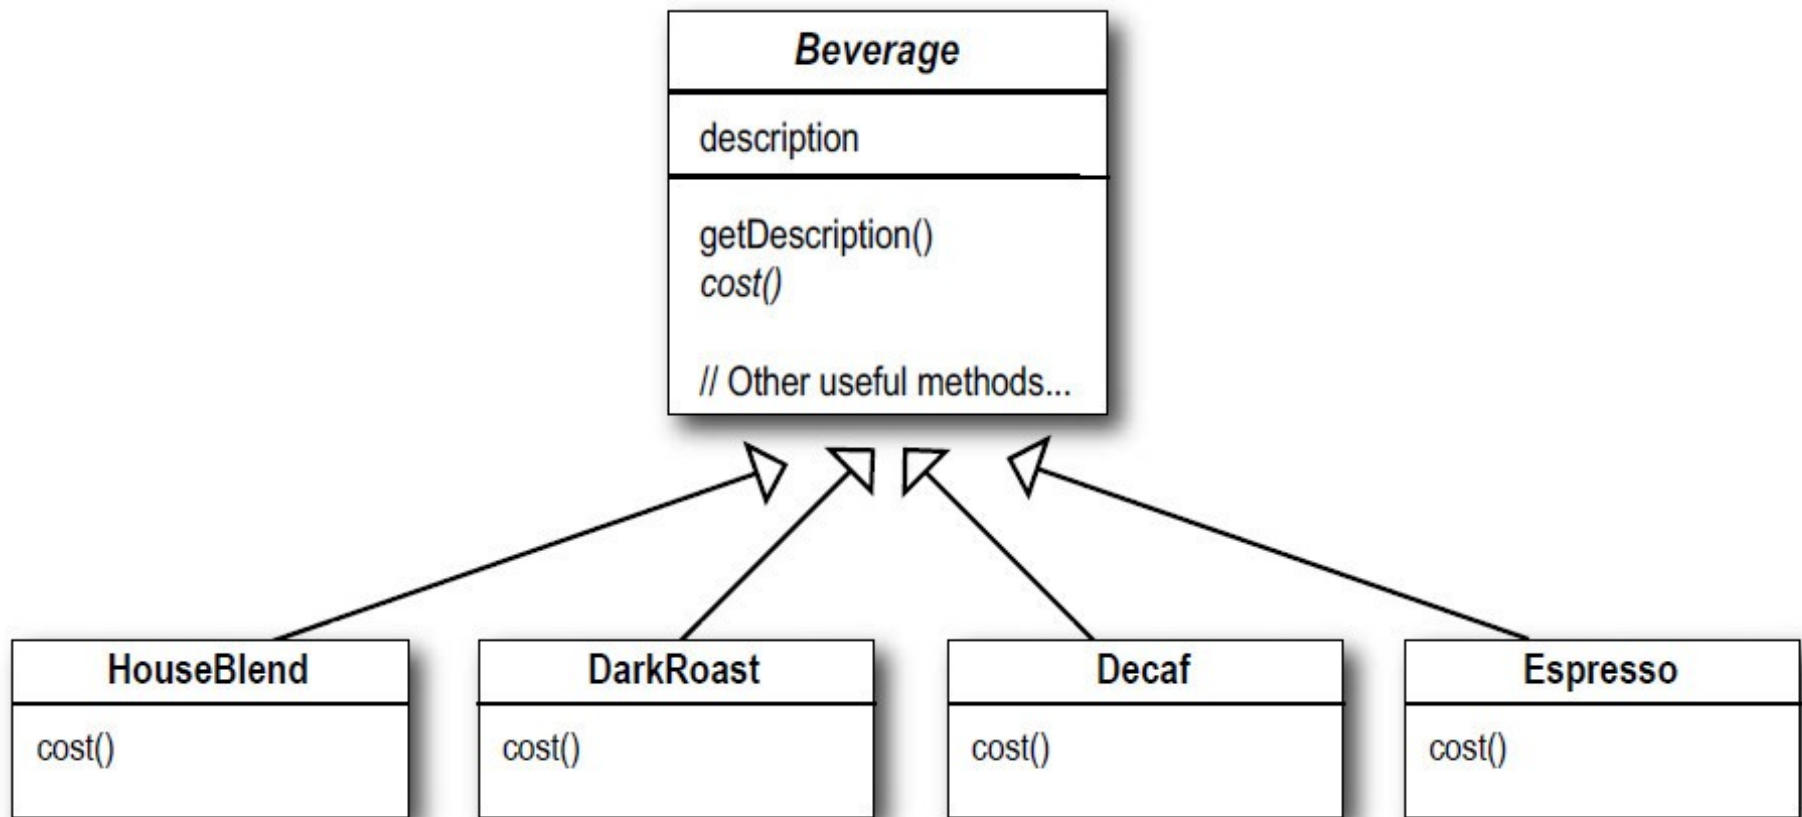 Beverage
description
getDescription()
cost()
// Other useful methods...
HouseBlend
cost()
DarkRoast
cost()
Decaf
cost()
Espresso
cost()